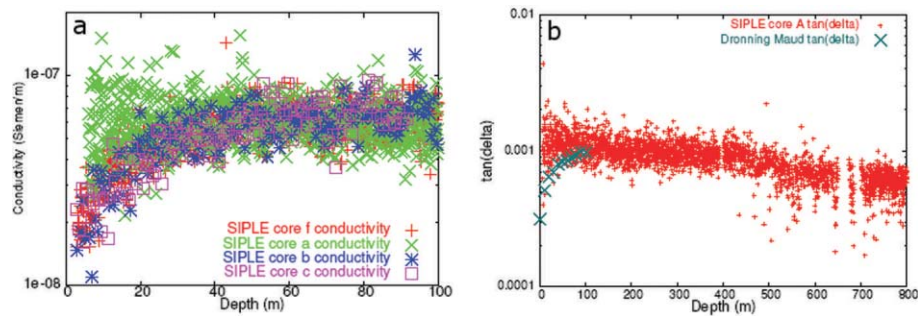 a
Conductivity (Siemen/m)
1e-07
1e-08
SIPLE core f conductivity
SIPLE core a conductivity
SIPLE core b conductivity
SIPLE core c conductivity
0 20 40 60 80 100
Depth (m)
b
tan(delta)
0.01
0.001
0.0001
SIPLE core A tan(delta)
Dronning Maud tan(delta)
0 100 200 300 400 500 600 700 800
Depth (m)